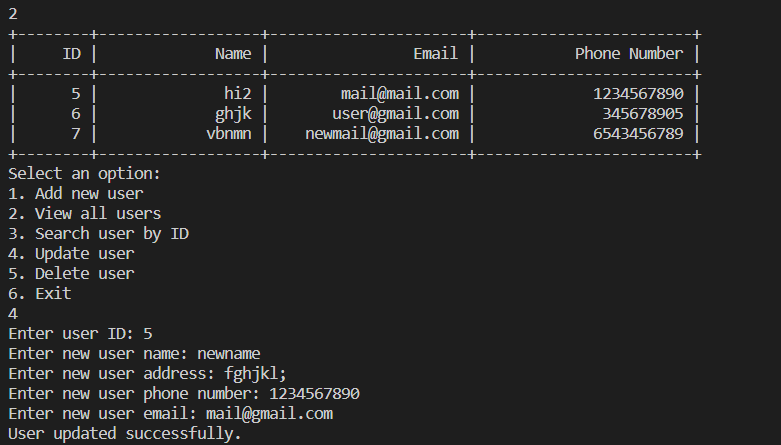 2
+--------+------------------+----------------------+------------------------+
|     ID |             Name |                Email |           Phone Number |
+--------+------------------+----------------------+------------------------+
|      5 |              hi2 |        mail@mail.com |             1234567890 |
|      6 |             ghjk |       user@gmail.com |              345678905 |
|      7 |            vbnmn |    newmail@gmail.com |             6543456789 |
+--------+------------------+----------------------+------------------------+
Select an option:
1. Add new user
2. View all users
3. Search user by ID
4. Update user
5. Delete user
6. Exit
4
Enter user ID: 5
Enter new user name: newname
Enter new user address: fghjkl;
Enter new user phone number: 1234567890
Enter new user email: mail@gmail.com
User updated successfully.